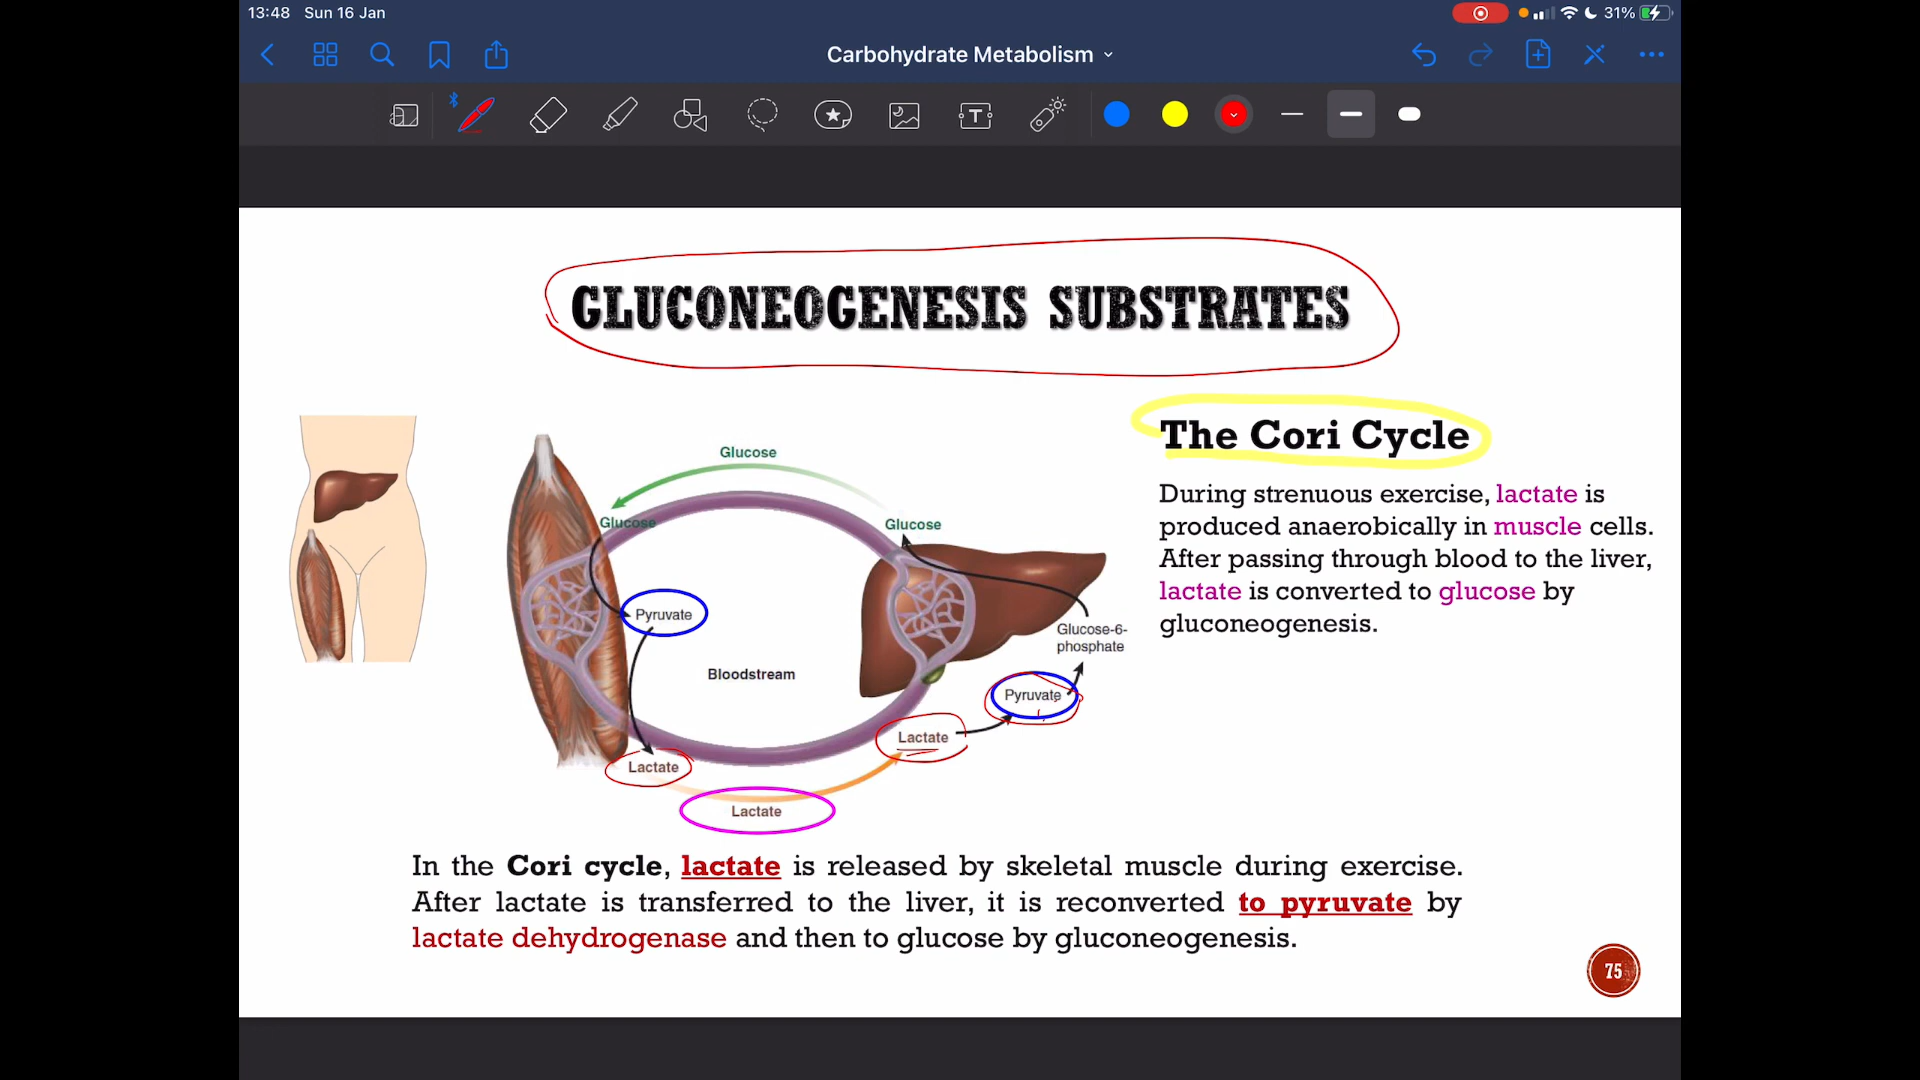 13:48 Sun 16 Jan
31%
Carbohydrate Metabolism
T
GLUCONEOGENESIS SUBSTRATES
The Cori Cycle
During strenuous exercise, lactate is
produced anaerobically in muscle cells.
After passing through blood to the liver,
lactate is converted to glucose by
gluconeogenesis.
Glucose
Glucose
Glucose
Pyruvate
Glucose-6-
phosphate
Bloodstream
Pyruvate
Lactate
Lactate
Lactate
In the Cori cycle, lactate is released by skeletal muscle during exercise.
After lactate is transferred to the liver, it is reconverted to pyruvate by
lactate dehydrogenase and then to glucose by gluconeogenesis.
75